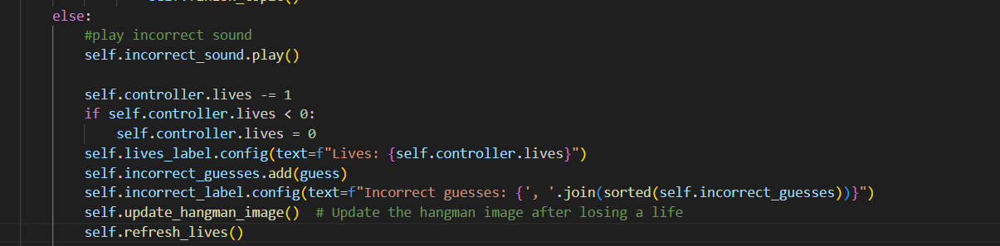 else:
#play incorrect sound
self.incorrect_sound.play()
self.controller.lives -= 1
if self.controller.lives < 0:
self.controller.lives = 0
self.lives_label.config(text=f"Lives: {self.controller.lives}")
self.incorrect_guesses.add(guess)
self.incorrect_label.config(text=f"Incorrect guesses: {', '.join(sorted(self.incorrect_guesses))}")
self.update_hangman_image()  # Update the hangman image after losing a life
self.refresh_lives()